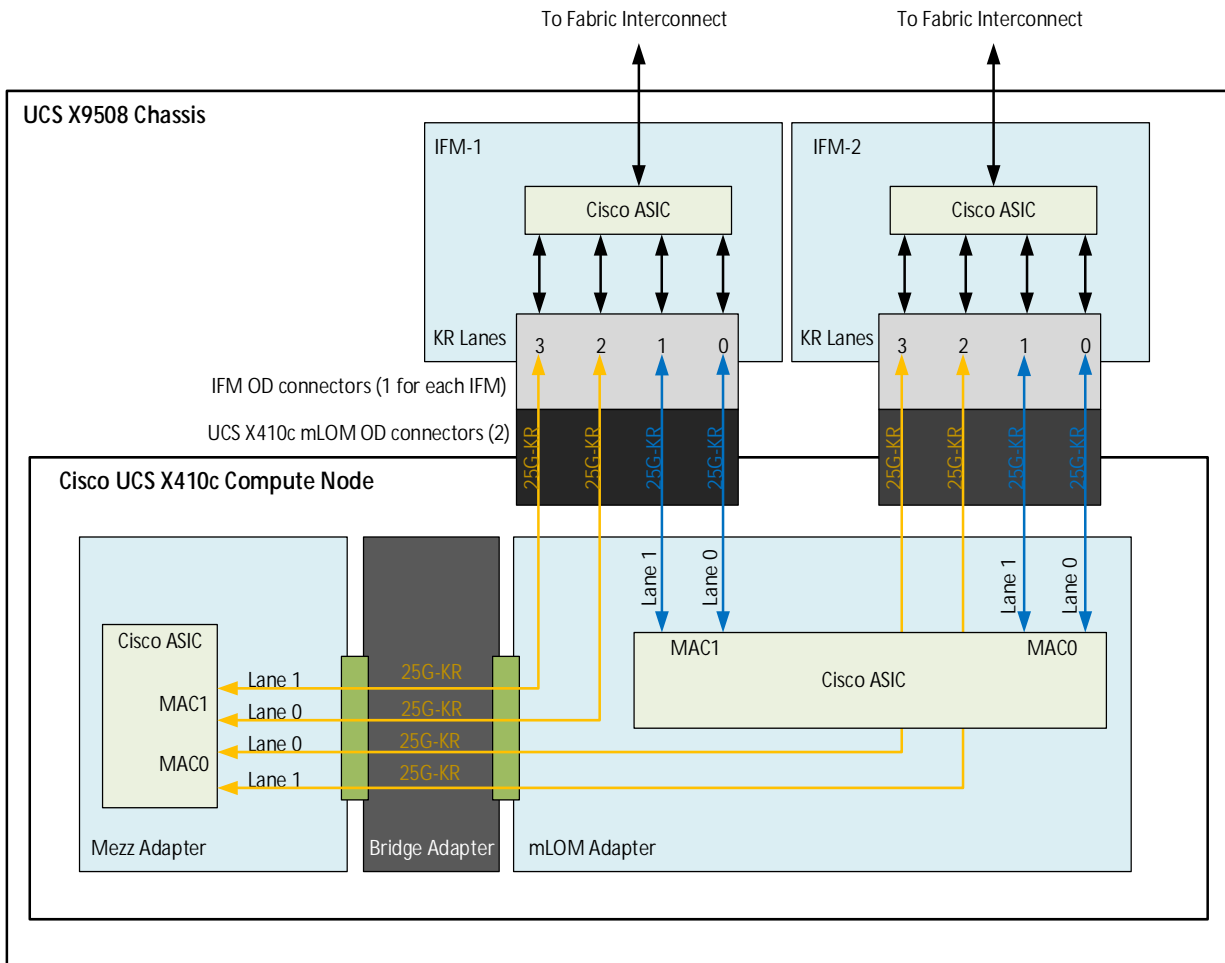 To Fabric Interconnect
To Fabric Interconnect
UCS X9508 Chassis
IFM-1
IFM-2
Cisco ASIC
Cisco ASIC
KR Lanes
3 2 1 0
KR Lanes
3 2 1 0
IFM OD connectors (1 for each IFM)
UCS X410c mLOM OD connectors (2)
25G-KR
25G-KR
25G-KR
25G-KR
25G-KR
25G-KR
25G-KR
25G-KR
Cisco UCS X410c Compute Node
Lane 1
Lane 0
Lane 1
Lane 0
Cisco ASIC
MAC1
MAC0
Lane 1
Lane 0
Lane 0
Lane 1
25G-KR
25G-KR
25G-KR
25G-KR
MAC1
MAC0
Cisco ASIC
Mezz Adapter
Bridge Adapter
mLOM Adapter